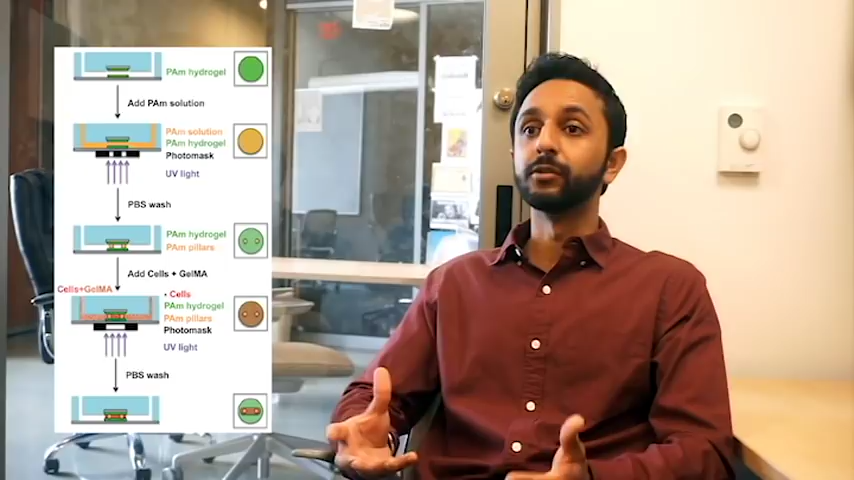 PAm hydrogel
Add PAm solution
PAm solution
PAm hydrogel
Photomask
UV light
PBS wash
PAm hydrogel
PAm pillars
Add Cells + GelMA
Cells+GelMA
• Cells
PAm hydrogel
PAm pillars
Photomask
UV light
PBS wash